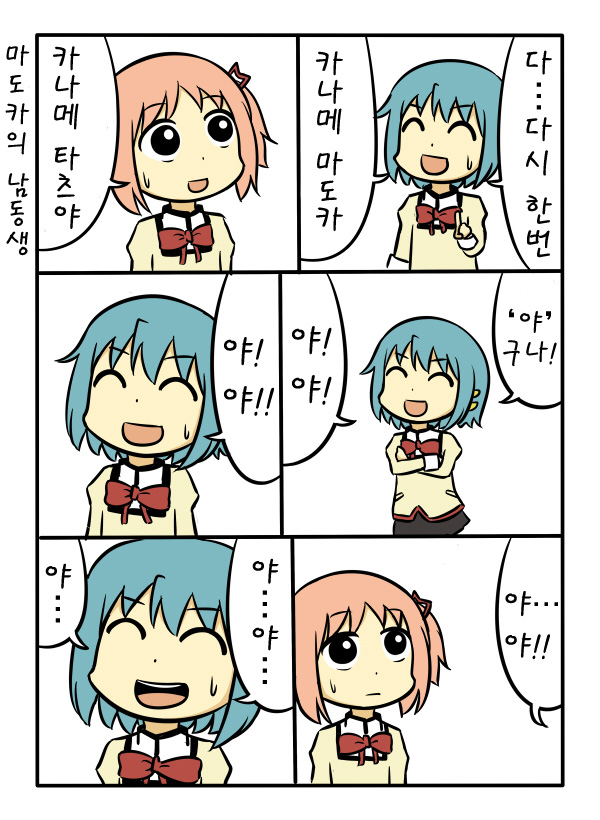 다…다시 한번
카나메 마도카
카나메 타츠야
마도카의 남동생
‘야’
구나!
야!
야!
야!
야!!
야…
야!!
야…야…
야…